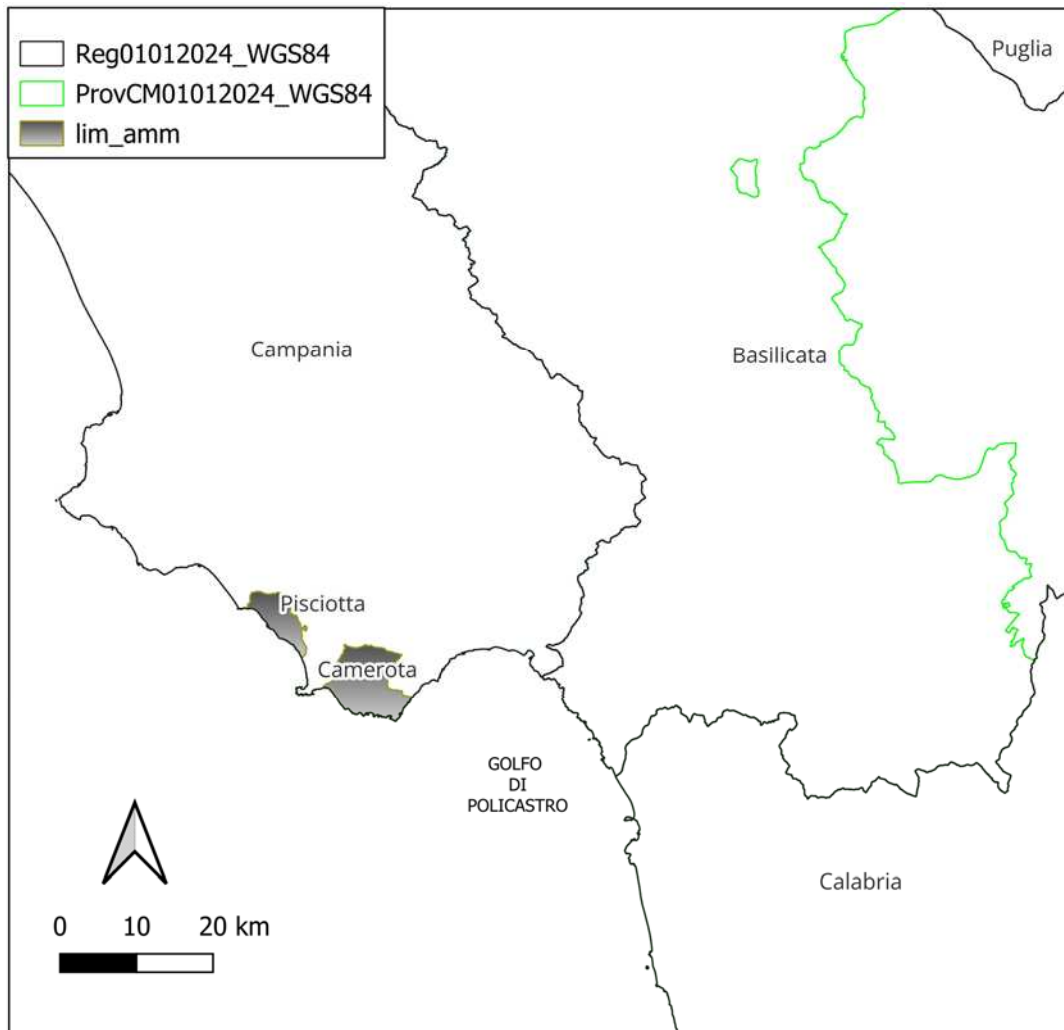 Reg01012024_WGS84
ProvCM01012024_WGS84
lim_amm
Puglia
Campania
Basilicata
Pisciotta
Camerota
GOLFO
DI
POLICASTRO
Calabria
0 10 20 km